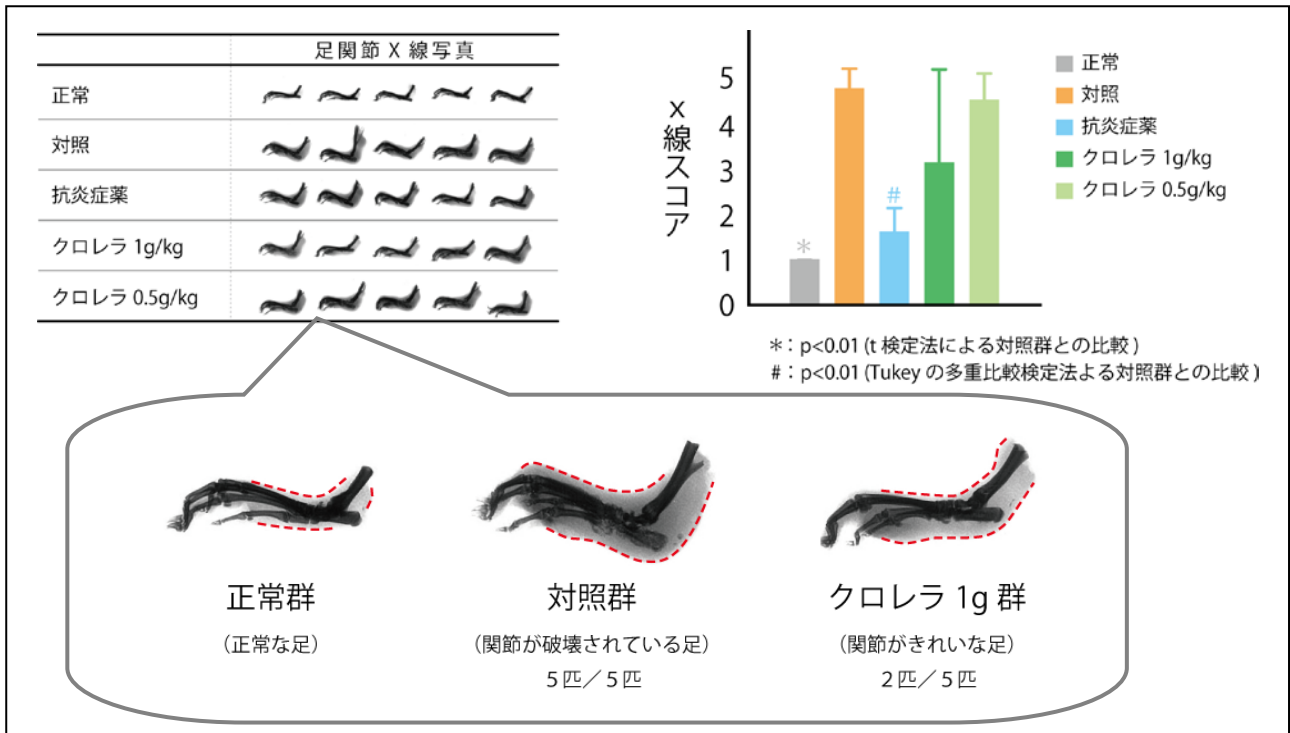 足関節 X 線写真
正常
対照
抗炎症薬
クロレラ 1g/kg
クロレラ 0.5g/kg
x線スコア
5
4
3
2
1
0
*
#
正常
対照
抗炎症薬
クロレラ 1g/kg
クロレラ 0.5g/kg
*：p<0.01 (t 検定法による対照群との比較 )
#：p<0.01 (Tukey の多重比較検定法よる対照群との比較 )
正常群
（正常な足）
対照群
（関節が破壊されている足）
5 匹／ 5 匹
クロレラ 1g 群
（関節がきれいな足）
2 匹／ 5 匹